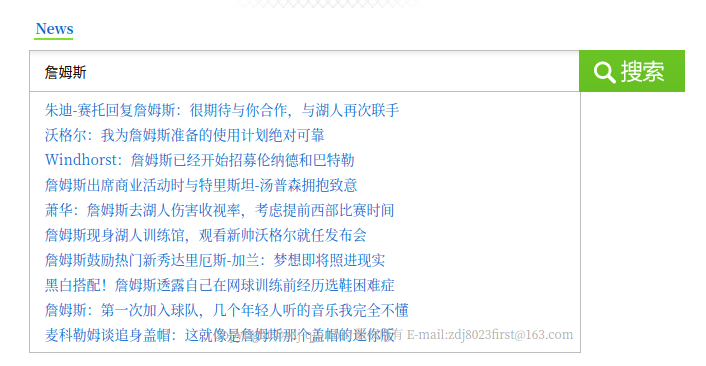 News
詹姆斯
搜索
朱迪-赛托回复詹姆斯：很期待与你合作，与湖人再次联手
沃格尔：我为詹姆斯准备的使用计划绝对可靠
Windhorst：詹姆斯已经开始招募伦纳德和巴特勒
詹姆斯出席商业活动时与特里斯坦-汤普森拥抱致意
萧华：詹姆斯去湖人伤害收视率，考虑提前西部比赛时间
詹姆斯现身湖人训练馆，观看新帅沃格尔就任发布会
詹姆斯鼓励热门新秀达里厄斯-加兰：梦想即将照进现实
黑白搭配！詹姆斯透露自己在网球训练前经历选鞋困难症
詹姆斯：第一次加入球队，几个年轻人听的音乐我完全不懂
麦科勒姆谈追身盖帽：这就像是詹姆斯那个盖帽的迷你版
有 E-mail:zdj8023first@163.com